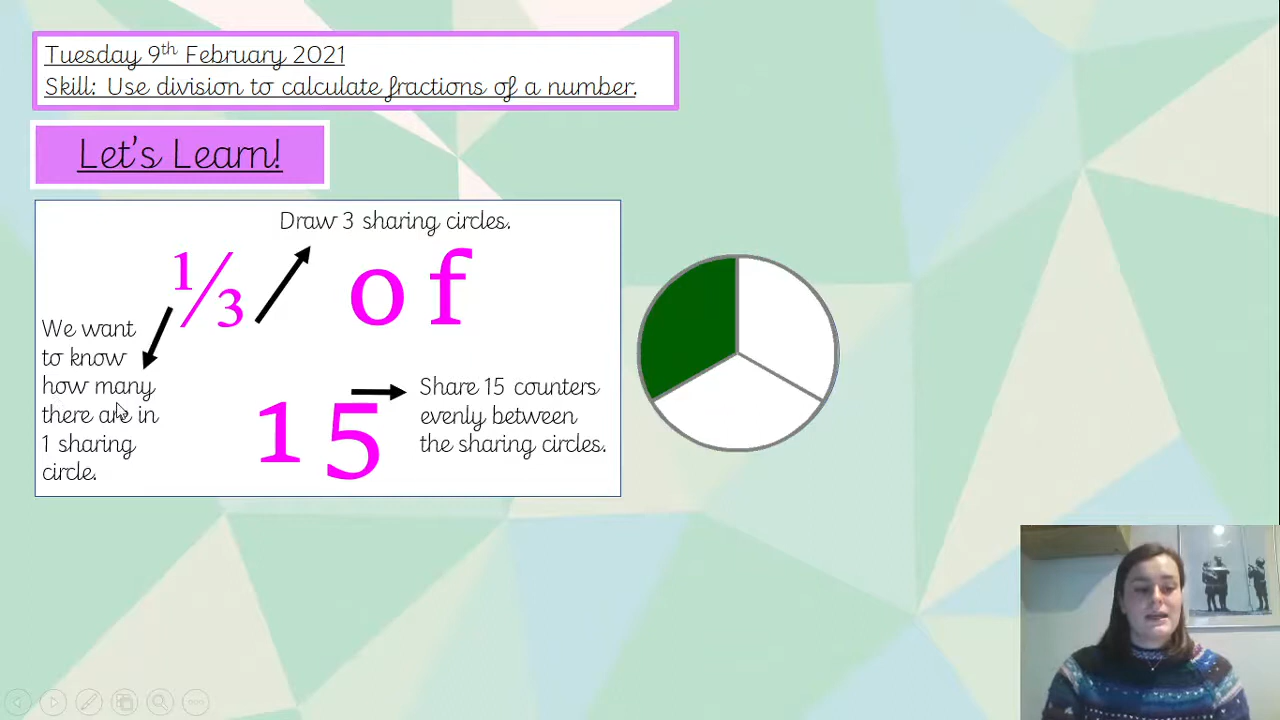 Tuesday 9th February 2021
Skill: Use division to calculate fractions of a number.
Let's Learn!
Draw 3 sharing circles.
⅓ of
We want
to know
how many
there are in
1 sharing
circle.
15
Share 15 counters
evenly between
the sharing circles.